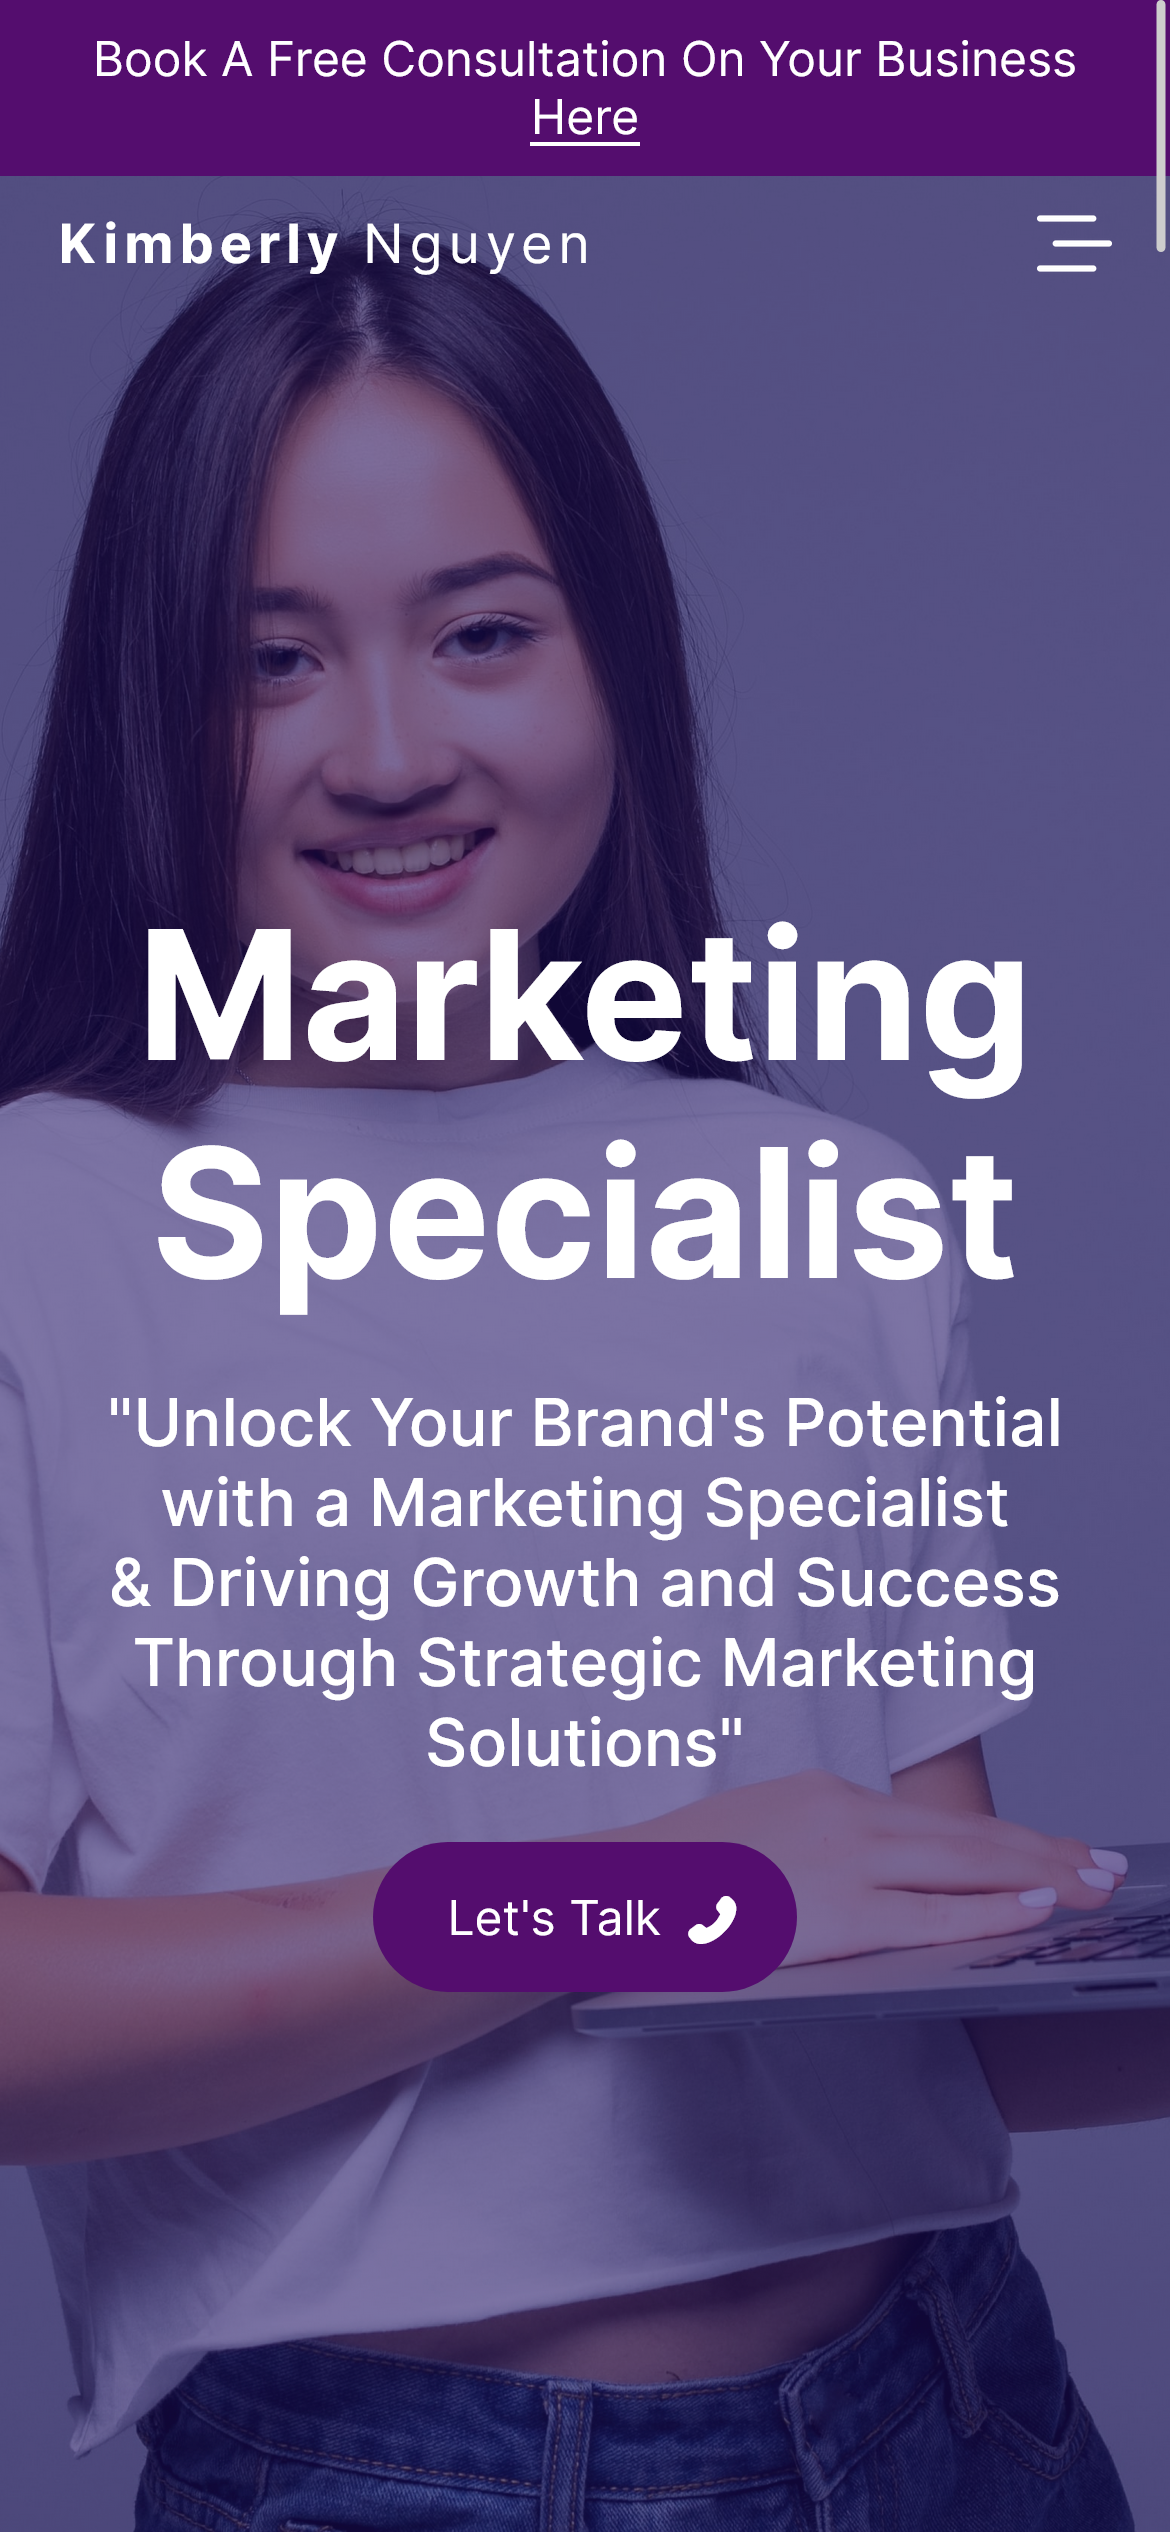 Book A Free Consultation On Your Business
Here
Kimberly Nguyen
Marketing
Specialist
"Unlock Your Brand's Potential
with a Marketing Specialist
& Driving Growth and Success
Through Strategic Marketing
Solutions"
Let's Talk